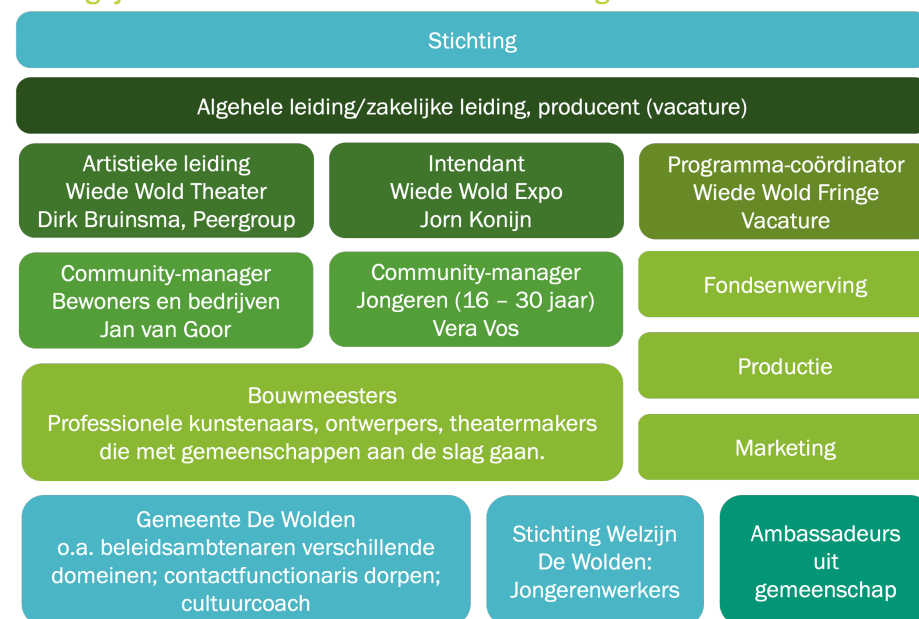 Stichting
Algehele leiding/zakelijke leiding, producent (vacature)
Artistieke leiding
Wiede Wold Theater
Dirk Bruinsma, Peergroup
Intendant
Wiede Wold Expo
Jorn Konijn
Programma-coördinator
Wiede Wold Fringe
Vacature
Community-manager
Bewoners en bedrijven
Jan van Goor
Community-manager
Jongeren (16 – 30 jaar)
Vera Vos
Fondsenwerving
Productie
Marketing
Bouwmeesters
Professionele kunstenaars, ontwerpers, theatermakers
die met gemeenschappen aan de slag gaan.
Gemeente De Wolden
o.a. beleidsambtenaren verschillende
domeinen; contactfunctionaris dorpen;
cultuurcoach
Stichting Welzijn
De Wolden:
Jongerenwerkers
Ambassadeurs
uit
gemeenschap